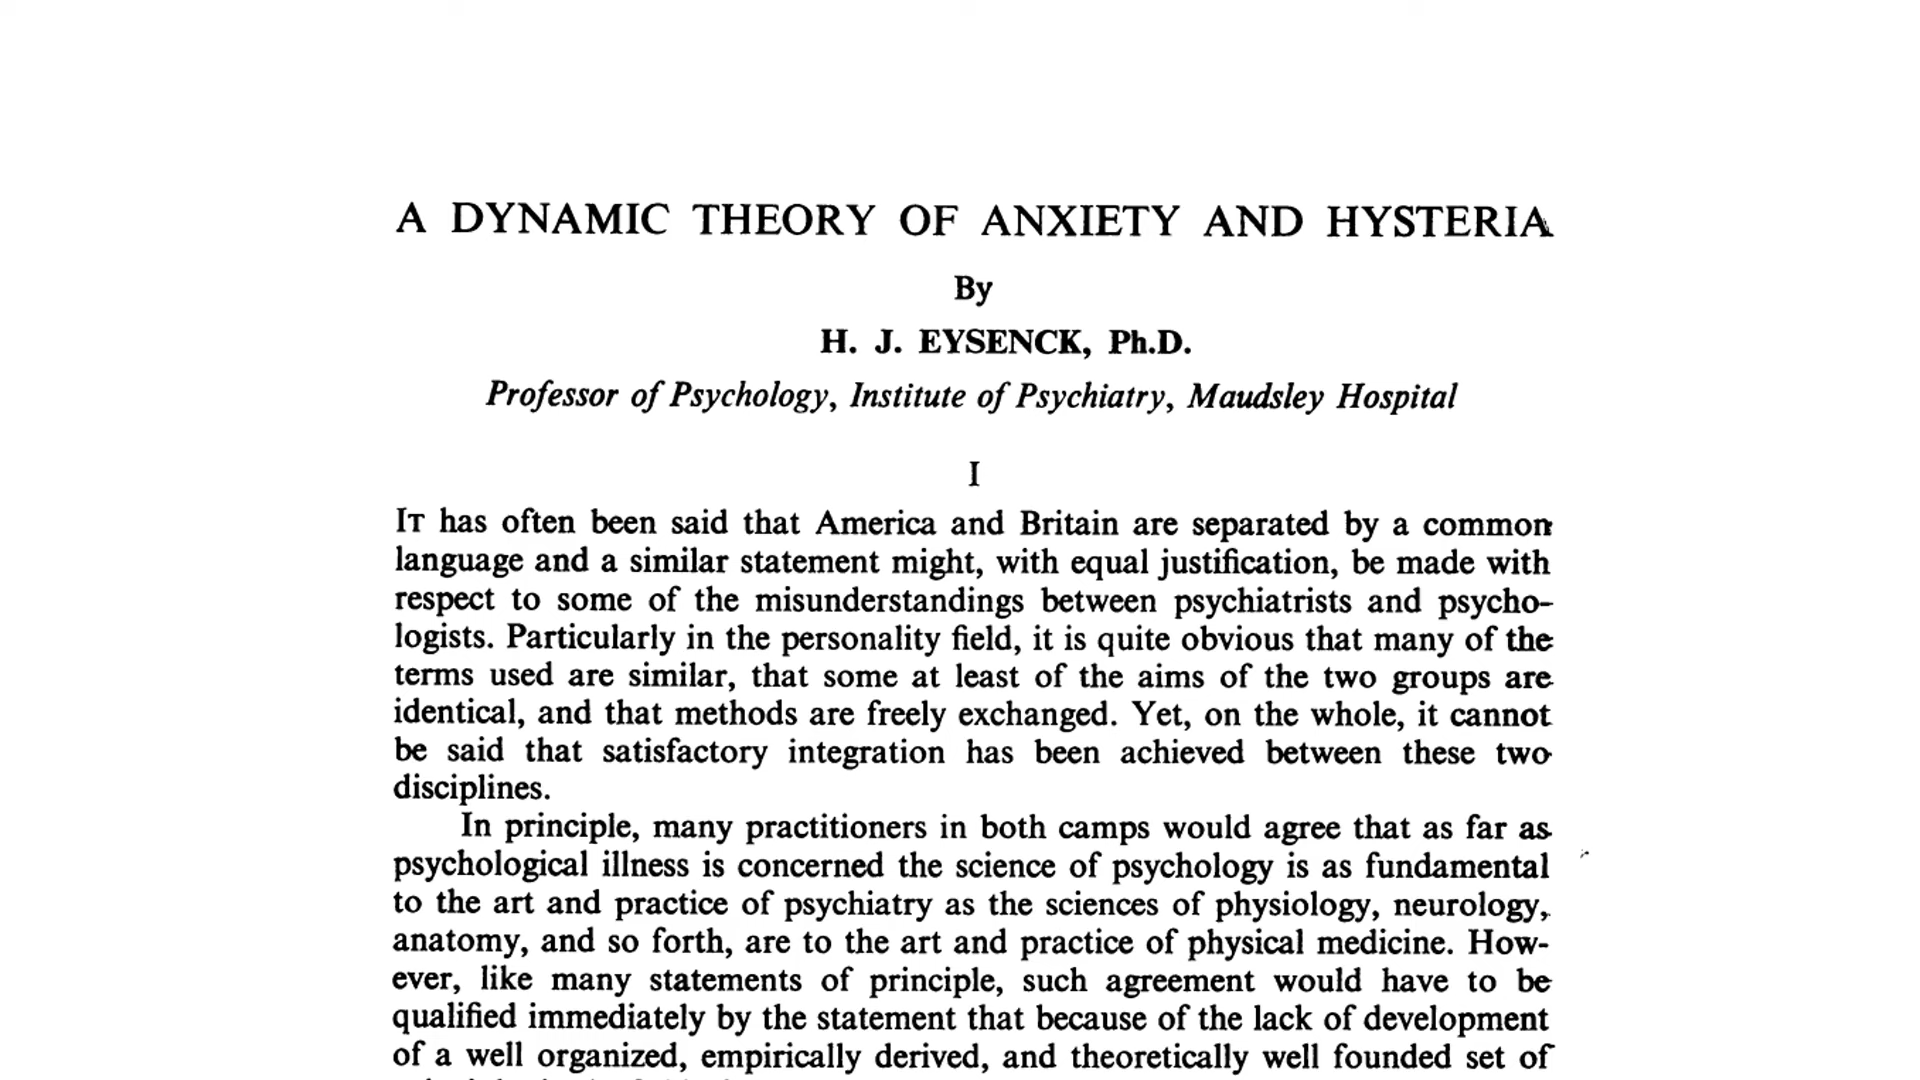 A DYNAMIC THEORY OF ANXIETY AND HYSTERIA
By
H. J. EYSENCK, Ph.D.
Professor of Psychology, Institute of Psychiatry, Maudsley Hospital
I
IT has often been said that America and Britain are separated by a common
language and a similar statement might, with equal justification, be made with
respect to some of the misunderstandings between psychiatrists and psycho-
logists. Particularly in the personality field, it is quite obvious that many of the
terms used are similar, that some at least of the aims of the two groups are
identical, and that methods are freely exchanged. Yet, on the whole, it cannot
be said that satisfactory integration has been achieved between these two
disciplines.
In principle, many practitioners in both camps would agree that as far as
psychological illness is concerned the science of psychology is as fundamental
to the art and practice of psychiatry as the sciences of physiology, neurology,
anatomy, and so forth, are to the art and practice of physical medicine. How-
ever, like many statements of principle, such agreement would have to be
qualified immediately by the statement that because of the lack of development
of a well organized, empirically derived, and theoretically well founded set of